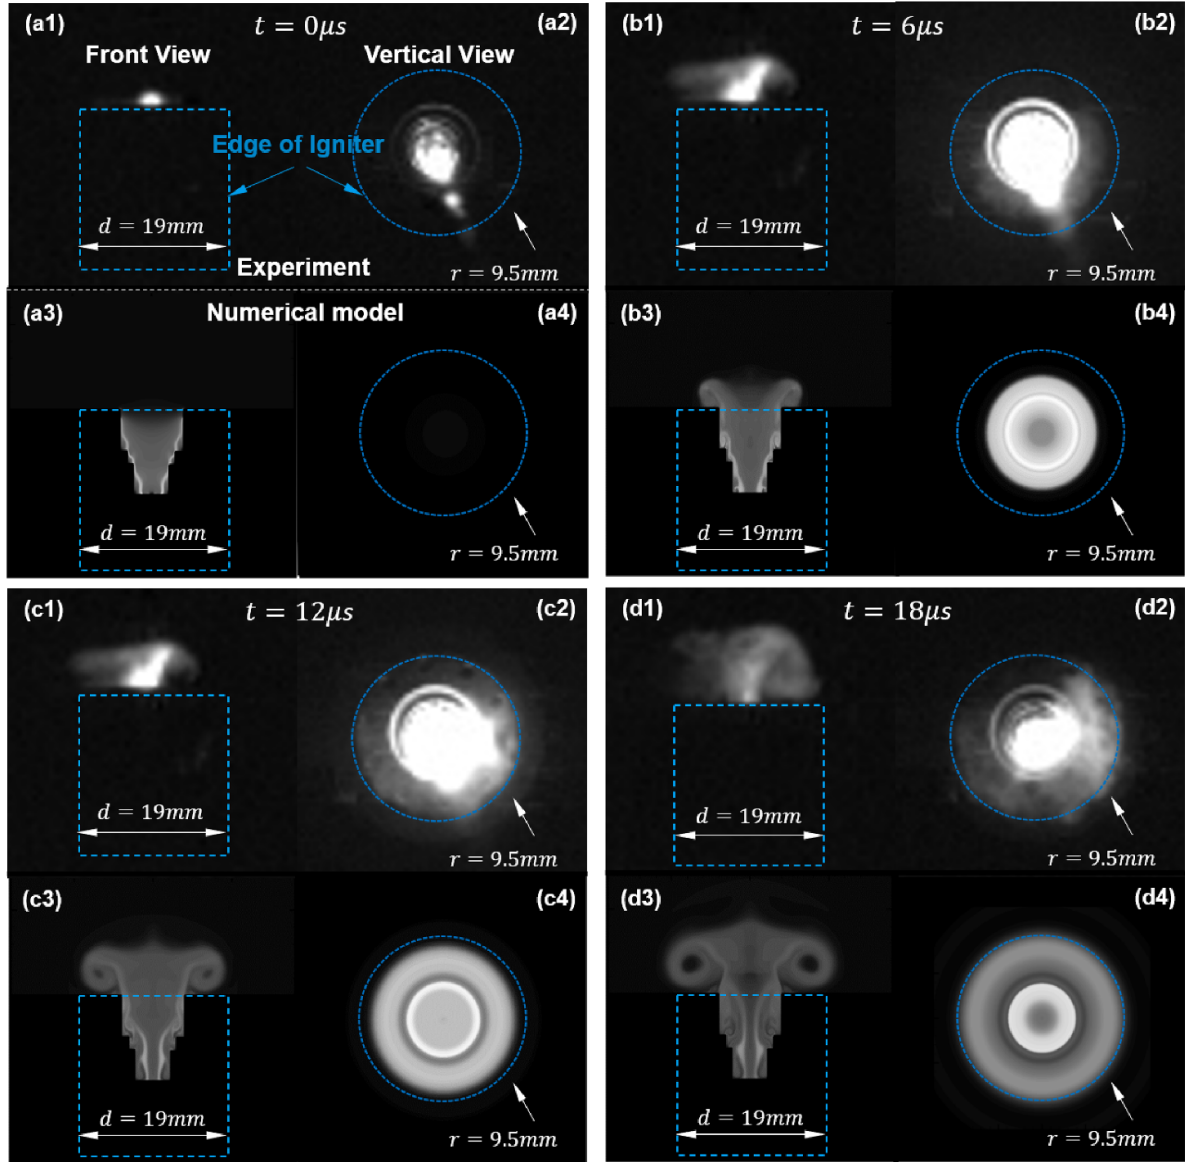 (a1) t = 0μs (a2)
Front View Vertical View
Edge of Igniter
d = 19mm
Experiment r = 9.5mm
(a3) Numerical model (a4)
d = 19mm
r = 9.5mm
(b1) t = 6μs (b2)
d = 19mm
r = 9.5mm
(b3) (b4)
d = 19mm
r = 9.5mm
(c1) t = 12μs (c2)
d = 19mm
r = 9.5mm
(c3) (c4)
d = 19mm
r = 9.5mm
(d1) t = 18μs (d2)
d = 19mm
r = 9.5mm
(d3) (d4)
d = 19mm
r = 9.5mm